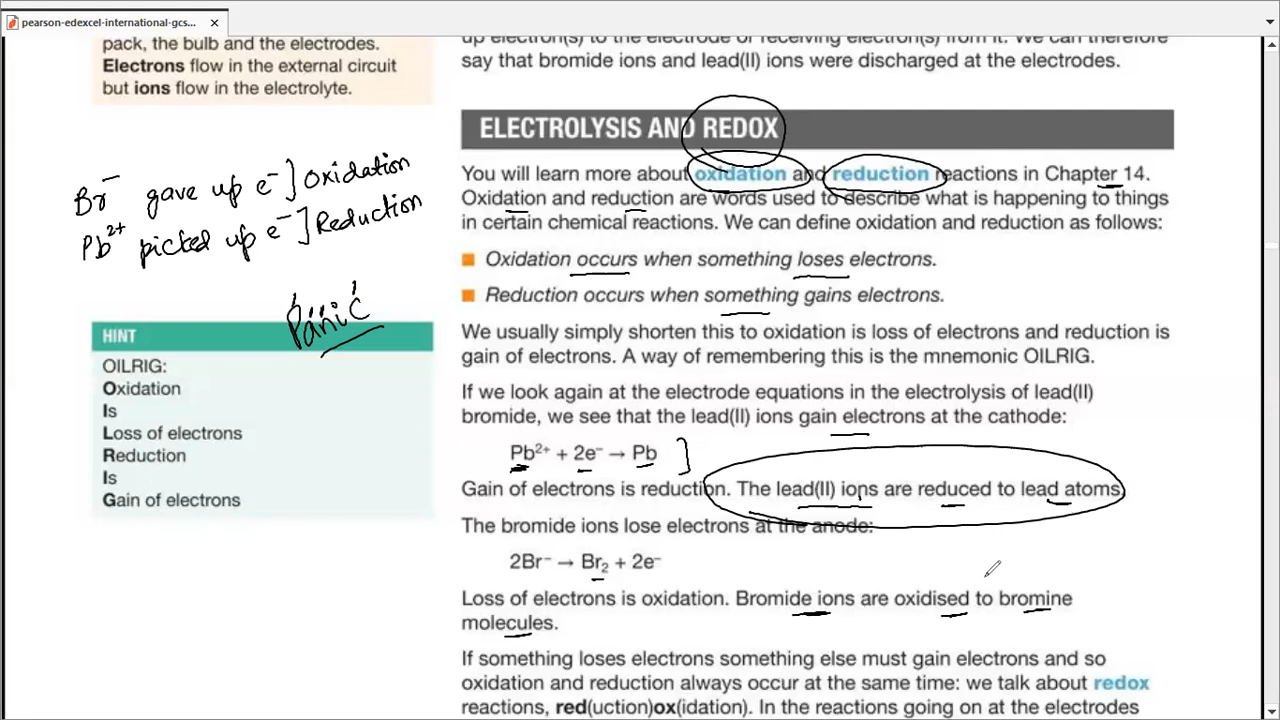 pearson-edexcel-international-gcs...
pack, the bulb and the electrodes.
Electrons flow in the external circuit
but ions flow in the electrolyte.
Br⁻ gave up e⁻] Oxidation
Pb²⁺ picked up e⁻] Reduction
Panic
HINT
OILRIG:
Oxidation
Is
Loss of electrons
Reduction
Is
Gain of electrons
up electron(s) to the electrode or receiving electron(s) from it. We can therefore
say that bromide ions and lead(II) ions were discharged at the electrodes.
ELECTROLYSIS AND REDOX
You will learn more about oxidation and reduction reactions in Chapter 14.
Oxidation and reduction are words used to describe what is happening to things
in certain chemical reactions. We can define oxidation and reduction as follows:
Oxidation occurs when something loses electrons.
Reduction occurs when something gains electrons.
We usually simply shorten this to oxidation is loss of electrons and reduction is
gain of electrons. A way of remembering this is the mnemonic OILRIG.
If we look again at the electrode equations in the electrolysis of lead(II)
bromide, we see that the lead(II) ions gain electrons at the cathode:
Pb²⁺ + 2e⁻ → Pb ]
Gain of electrons is reduction. The lead(II) ions are reduced to lead atoms.
The bromide ions lose electrons at the anode:
2Br⁻ → Br₂ + 2e⁻
Loss of electrons is oxidation. Bromide ions are oxidised to bromine
molecules.
If something loses electrons something else must gain electrons and so
oxidation and reduction always occur at the same time: we talk about redox
reactions, red(uction)ox(idation). In the reactions going on at the electrodes